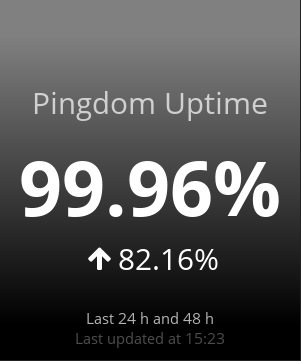 Pingdom Uptime
99.96%
↑ 82.16%
Last 24 h and 48 h
Last updated at 15:23